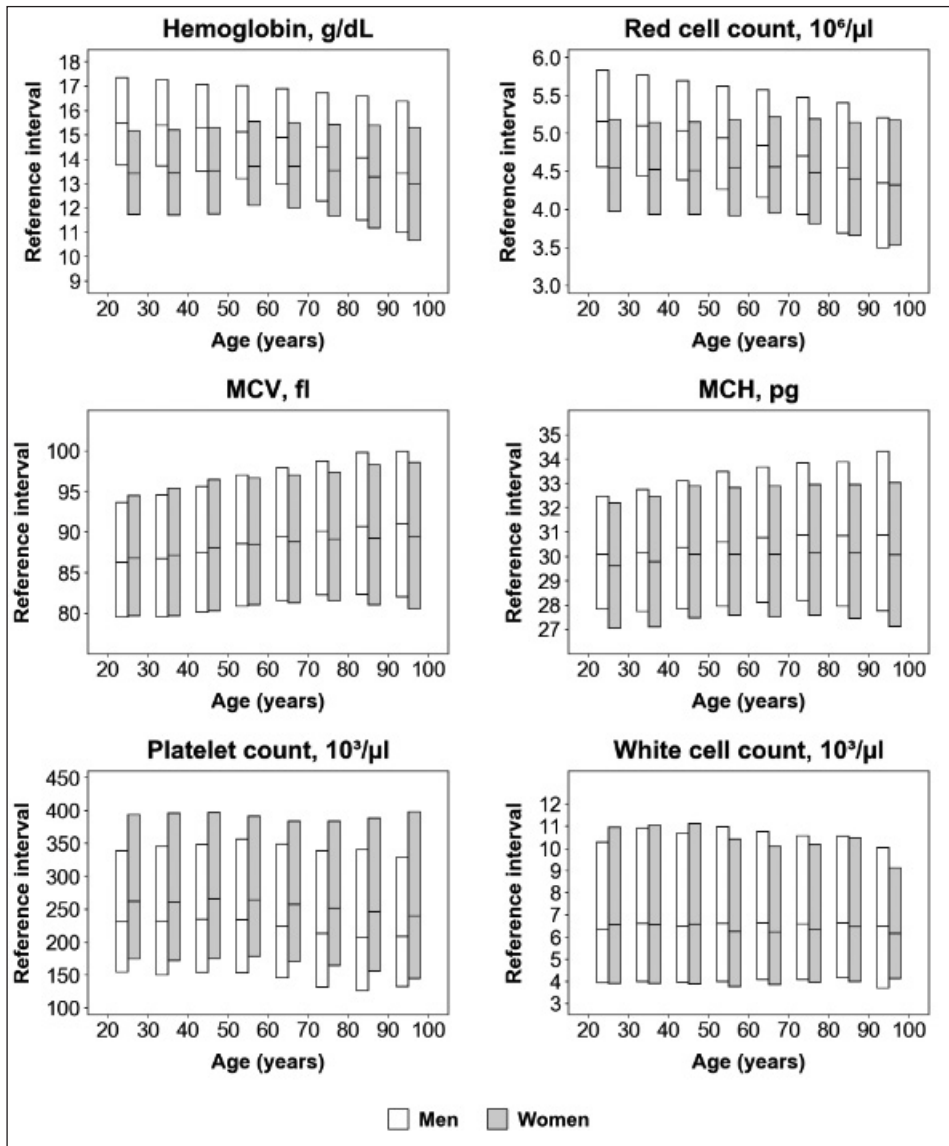 Hemoglobin, g/dL
Reference interval
18
17
16
15
14
13
12
11
10
9
20 30 40 50 60 70 80 90 100
Age (years)
Red cell count, 10⁶/µl
Reference interval
6.0
5.5
5.0
4.5
4.0
3.5
3.0
20 30 40 50 60 70 80 90 100
Age (years)
MCV, fl
Reference interval
100
95
90
85
80
20 30 40 50 60 70 80 90 100
Age (years)
MCH, pg
Reference interval
35
34
33
32
31
30
29
28
27
20 30 40 50 60 70 80 90 100
Age (years)
Platelet count, 10³/µl
Reference interval
450
400
350
300
250
200
150
100
20 30 40 50 60 70 80 90 100
Age (years)
White cell count, 10³/µl
Reference interval
12
11
10
9
8
7
6
5
4
3
20 30 40 50 60 70 80 90 100
Age (years)
Men Women